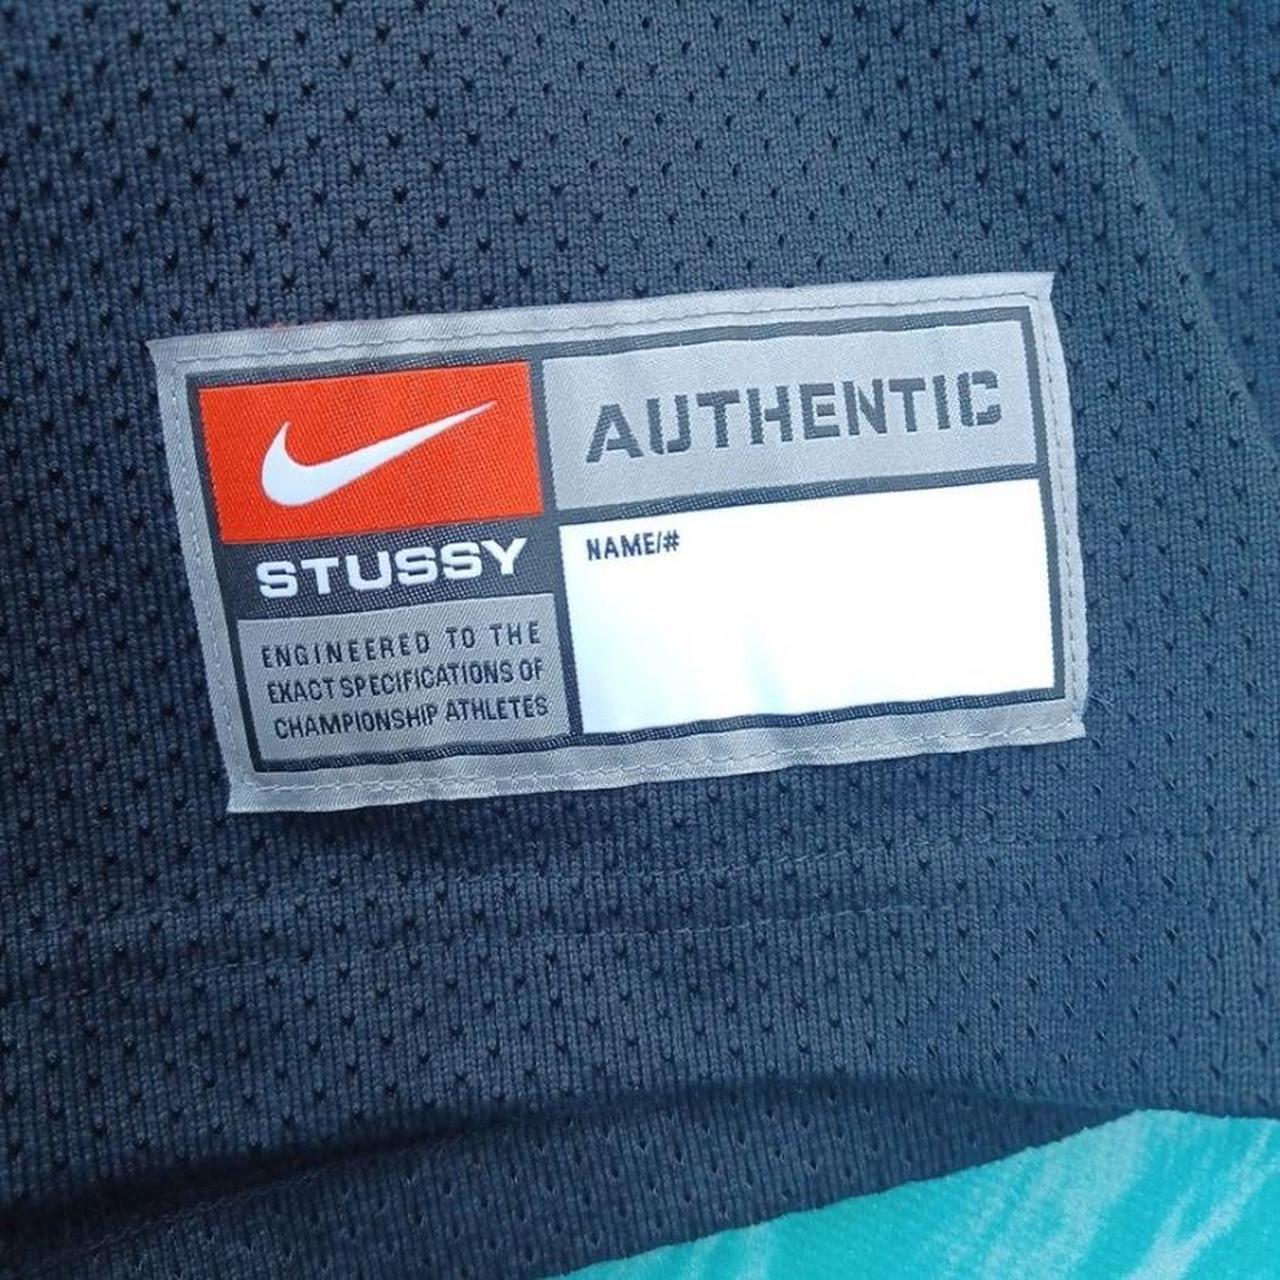 STUSSY
ENGINEERED TO THE
EXACT SPECIFICATIONS OF
CHAMPIONSHIP ATHLETES
AUTHENTIC
NAME/#